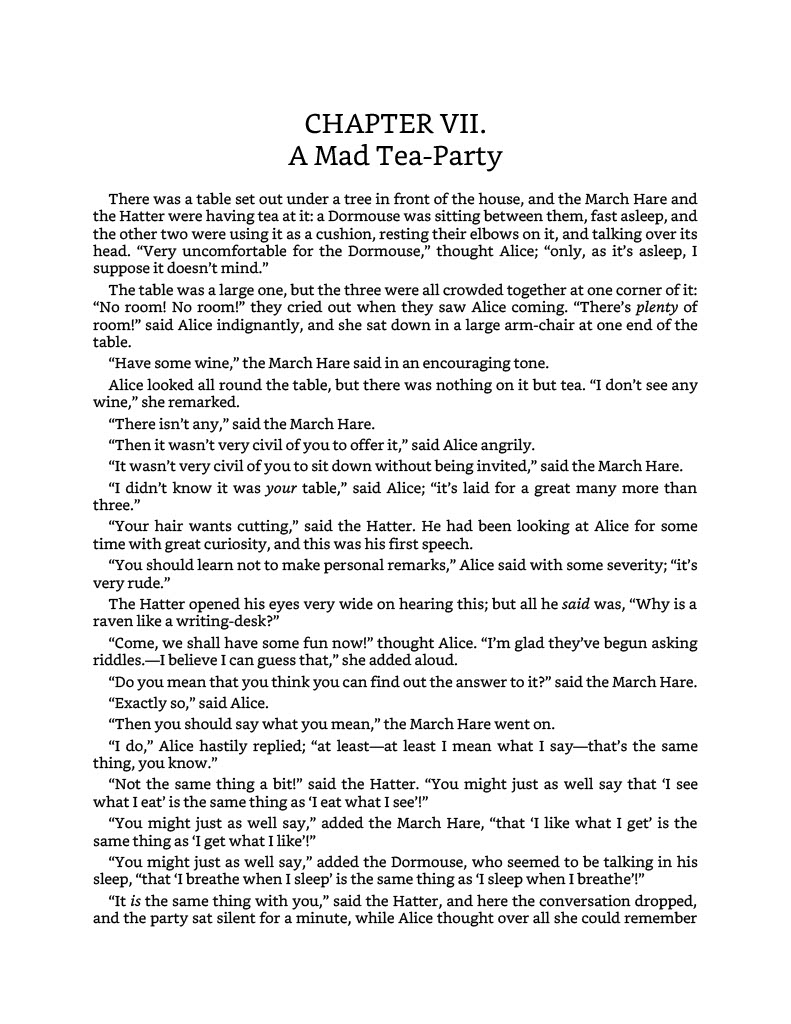 CHAPTER VII.
A Mad Tea-Party
There was a table set out under a tree in front of the house, and the March Hare and
the Hatter were having tea at it: a Dormouse was sitting between them, fast asleep, and
the other two were using it as a cushion, resting their elbows on it, and talking over its
head. “Very uncomfortable for the Dormouse,” thought Alice; “only, as it’s asleep, I
suppose it doesn’t mind.”
The table was a large one, but the three were all crowded together at one corner of it:
“No room! No room!” they cried out when they saw Alice coming. “There’s plenty of
room!” said Alice indignantly, and she sat down in a large arm-chair at one end of the
table.
“Have some wine,” the March Hare said in an encouraging tone.
Alice looked all round the table, but there was nothing on it but tea. “I don’t see any
wine,” she remarked.
“There isn’t any,” said the March Hare.
“Then it wasn’t very civil of you to offer it,” said Alice angrily.
“It wasn’t very civil of you to sit down without being invited,” said the March Hare.
“I didn’t know it was your table,” said Alice; “it’s laid for a great many more than
three.”
“Your hair wants cutting,” said the Hatter. He had been looking at Alice for some
time with great curiosity, and this was his first speech.
“You should learn not to make personal remarks,” Alice said with some severity; “it’s
very rude.”
The Hatter opened his eyes very wide on hearing this; but all he said was, “Why is a
raven like a writing-desk?”
“Come, we shall have some fun now!” thought Alice. “I’m glad they’ve begun asking
riddles.—I believe I can guess that,” she added aloud.
“Do you mean that you think you can find out the answer to it?” said the March Hare.
“Exactly so,” said Alice.
“Then you should say what you mean,” the March Hare went on.
“I do,” Alice hastily replied; “at least—at least I mean what I say—that’s the same
thing, you know.”
“Not the same thing a bit!” said the Hatter. “You might just as well say that ‘I see
what I eat’ is the same thing as ‘I eat what I see’!”
“You might just as well say,” added the March Hare, “that ‘I like what I get’ is the
same thing as ‘I get what I like’!”
“You might just as well say,” added the Dormouse, who seemed to be talking in his
sleep, “that ‘I breathe when I sleep’ is the same thing as ‘I sleep when I breathe’!”
“It is the same thing with you,” said the Hatter, and here the conversation dropped,
and the party sat silent for a minute, while Alice thought over all she could remember